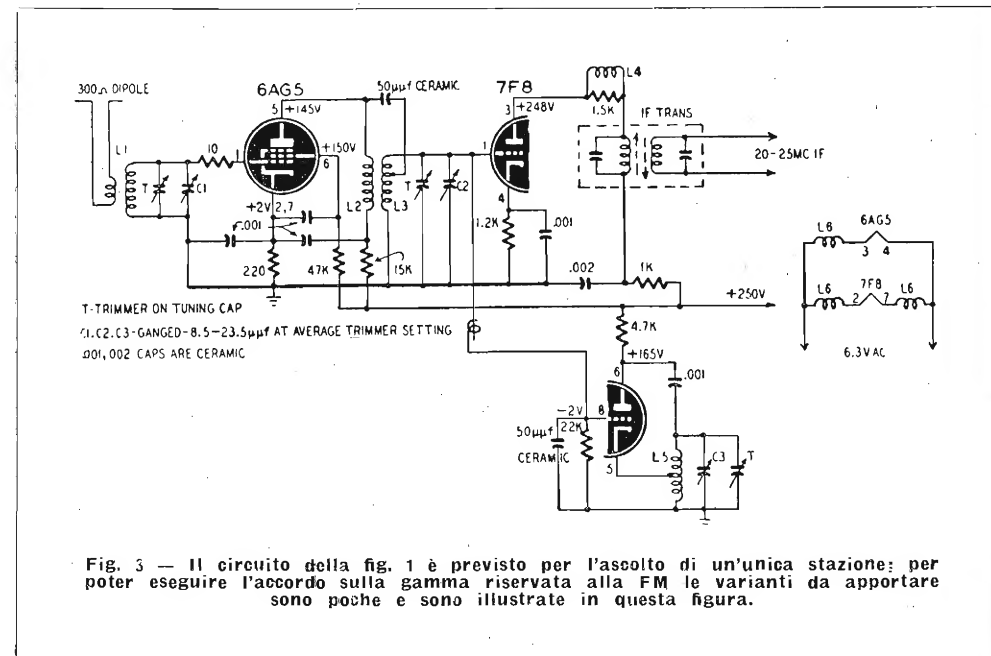 300Ω DIPOLE
6AG5
50μμf CERAMIC
7F8
L4
5 +145V
3 +248V
1.5K
IF TRANS
L1
10
1
+150V
6
1
20-25MC IF
T
C1
L2
L3
T
C2
4
+2V 2,7
.001
1.2K
.001
6AG5
L6
3 4
220
47K
15K
.002
1K
+250V
L6
7F8
2 7
L6
6.3V AC
T-TRIMMER ON TUNING CAP
C1.C2.C3-GANGED-8.5-23.5μμf AT AVERAGE TRIMMER SETTING
.001,002 CAPS ARE CERAMIC
4.7K
+165V
6
.001
-2V
8
22K
50μμf
CERAMIC
5
L5
C3
T
Fig. 3 — Il circuito della fig. 1 è previsto per l'ascolto di un'unica stazione; per
poter eseguire l'accordo sulla gamma riservata alla FM le varianti da apportare
sono poche e sono illustrate in questa figura.